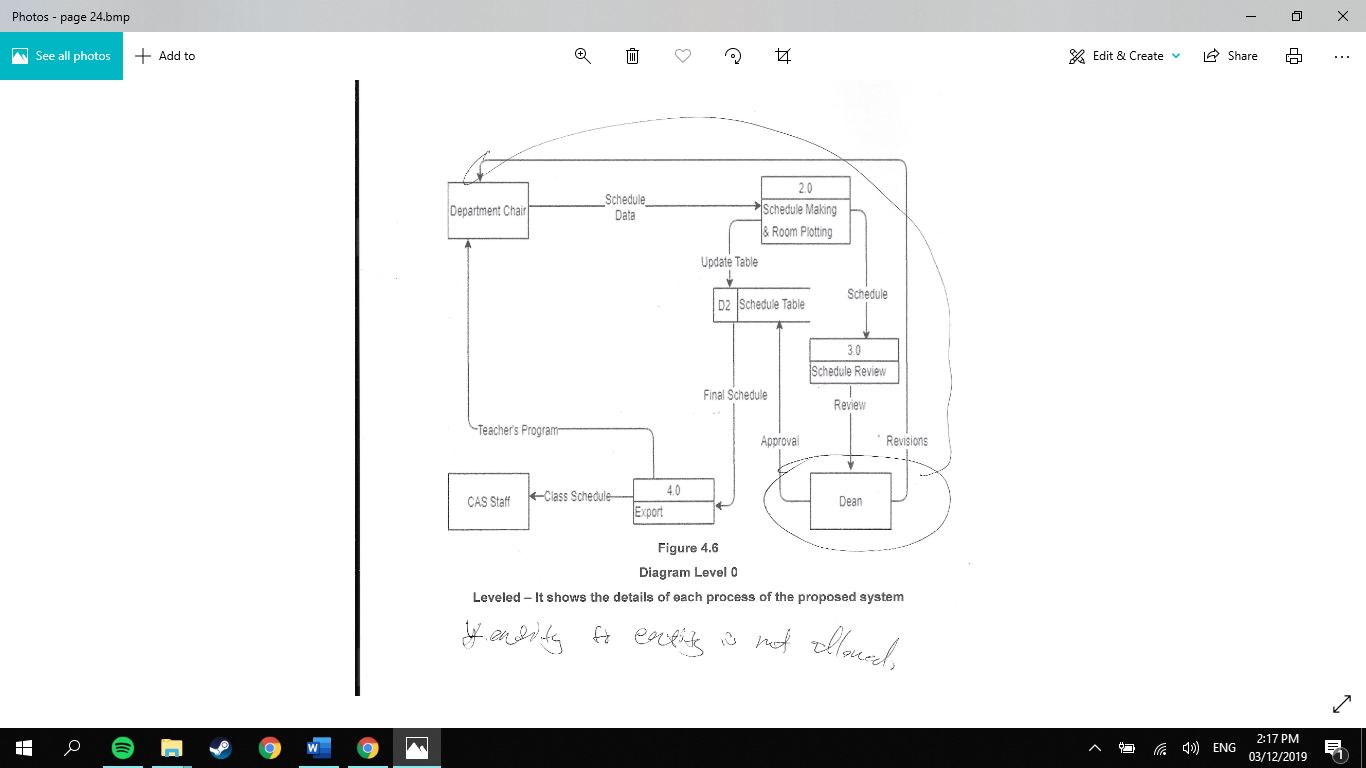 Photos - page 24.bmp
See all photos
Add to
Edit & Create
Share
Department Chair
Schedule
Data
2.0
Schedule Making
& Room Plotting
Update Table
D2 Schedule Table
Schedule
3.0
Schedule Review
Final Schedule
Review
Teacher's Program
Approval
Revisions
CAS Staff
Class Schedule
4.0
Export
Dean
Figure 4.6
Diagram Level 0
Leveled – It shows the details of each process of the proposed system
entity to entity is not allowed.
ENG
2:17 PM
03/12/2019
1